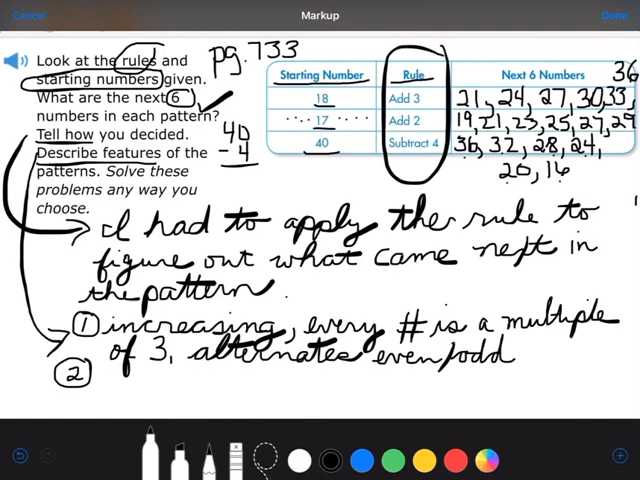 Cancel Markup Done
Look at the rules and
starting numbers given.
What are the next 6
numbers in each pattern?
Tell how you decided.
Describe features of the
patterns. Solve these
problems any way you
choose.
pg. 733
40
- 4
Starting Number Rule Next 6 Numbers
18 Add 3 21, 24, 27, 30, 33, 36
17 Add 2 19, 21, 23, 25, 27, 29
40 Subtract 4 36, 32, 28, 24,
20, 16
I had to apply the rule to
figure out what came next in
the pattern.
1 increasing, every # is a multiple
of 3, alternates even/odd
2